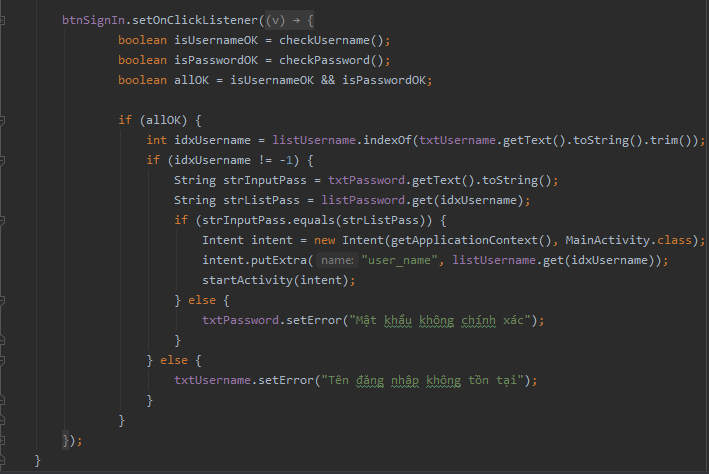 btnSignIn.setOnClickListener((v) → {
boolean isUsernameOK = checkUsername();
boolean isPasswordOK = checkPassword();
boolean allOK = isUsernameOK && isPasswordOK;
if (allOK) {
int idxUsername = listUsername.indexOf(txtUsername.getText().toString().trim());
if (idxUsername != -1) {
String strInputPass = txtPassword.getText().toString();
String strListPass = listPassword.get(idxUsername);
if (strInputPass.equals(strListPass)) {
Intent intent = new Intent(getApplicationContext(), MainActivity.class);
intent.putExtra( name: "user_name", listUsername.get(idxUsername));
startActivity(intent);
} else {
txtPassword.setError("Mật khẩu không chính xác");
}
} else {
txtUsername.setError("Tên đăng nhập không tồn tại");
}
}
});
}